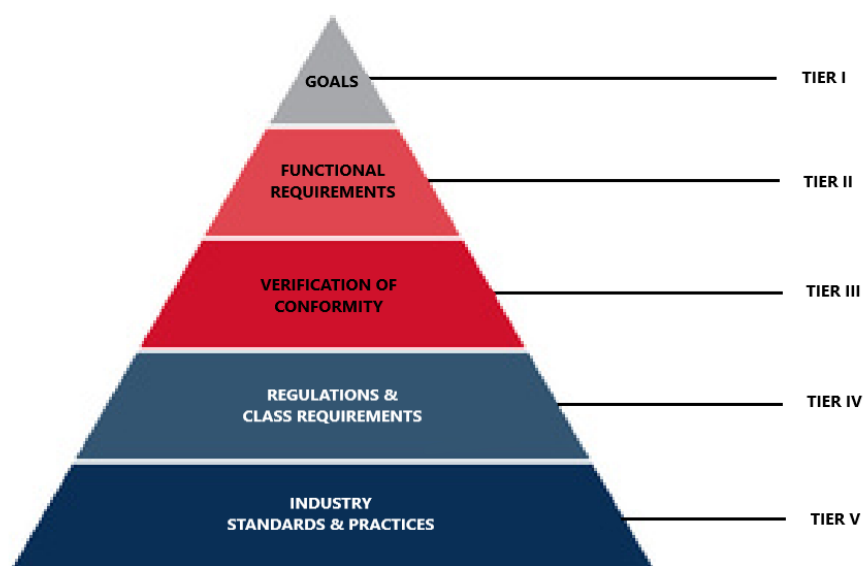 GOALS
TIER I
FUNCTIONAL
REQUIREMENTS
TIER II
VERIFICATION OF
CONFORMITY
TIER III
REGULATIONS &
CLASS REQUIREMENTS
TIER IV
INDUSTRY
STANDARDS & PRACTICES
TIER V